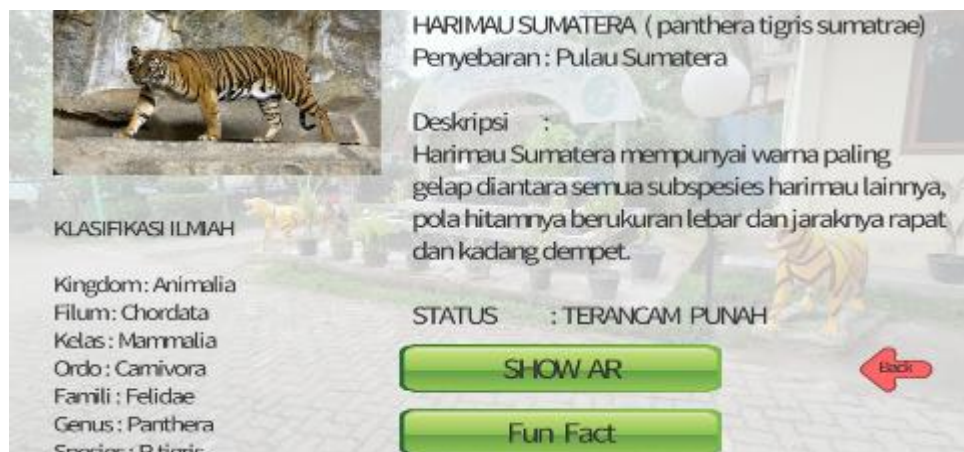 HARIMAU SUMATERA ( panthera tigris sumatrae)
Penyebaran : Pulau Sumatera
Deskripsi :
Harimau Sumatera mempunyai warna paling
gelap diantara semua subspesies harimau lainnya,
pola hitamnya berukuran lebar dan jaraknya rapat
dan kadang dempet.
STATUS : TERANCAM PUNAH
SHOW AR
Fun Fact
Back
KLASIFIKASI ILMIAH
Kingdom : Animalia
Filum : Chordata
Kelas : Mammalia
Ordo : Carnivora
Famili : Felidae
Genus : Panthera
Species : P.tigris